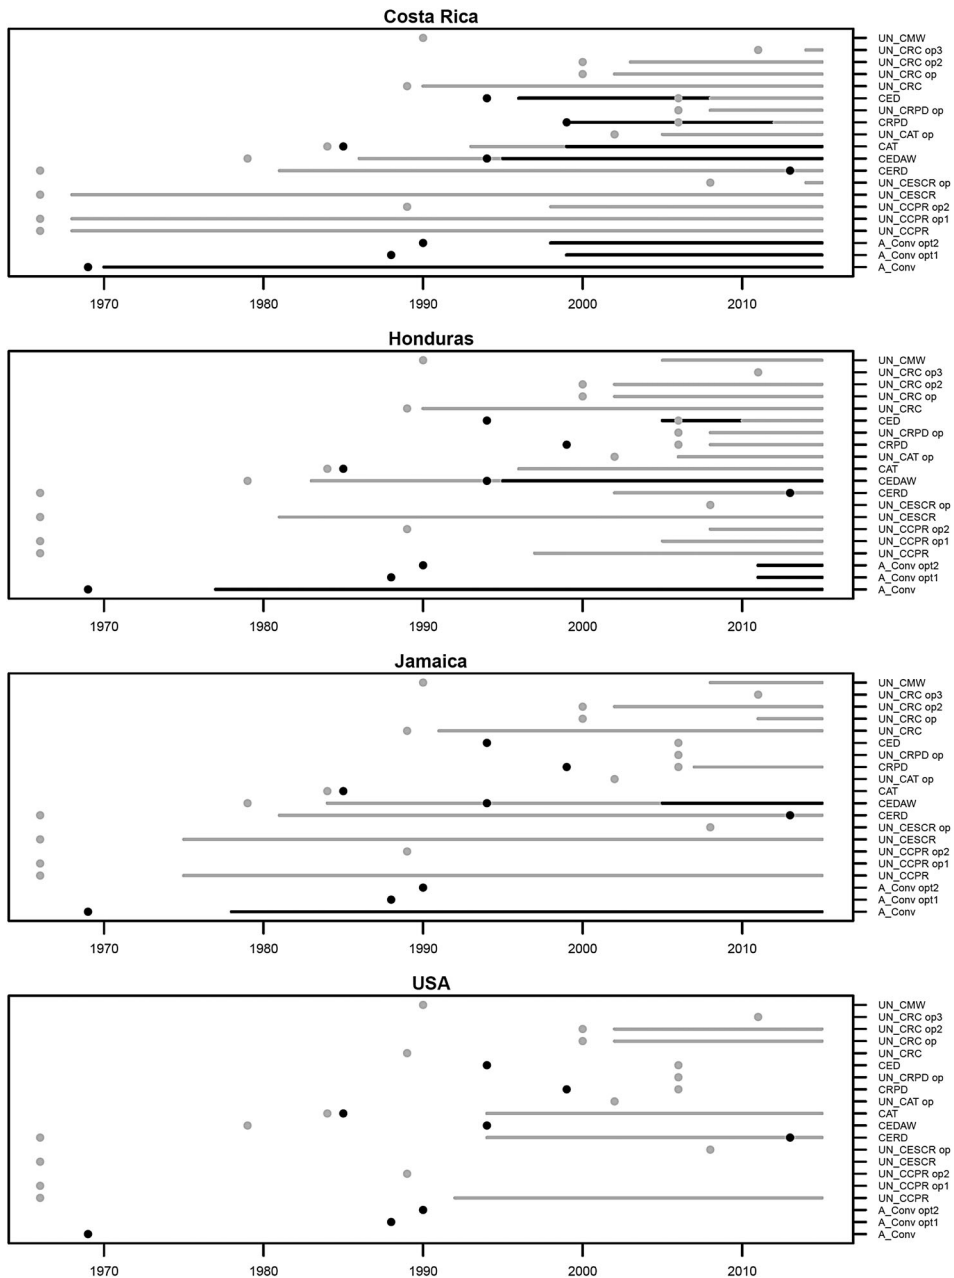 Costa Rica
UN_CMW
UN_CRC op3
UN_CRC op2
UN_CRC op
UN_CRC
CED
UN_CRPD op
CRPD
UN_CAT op
CAT
CEDAW
CERD
UN_CESCR op
UN_CESCR
UN_CCPR op2
UN_CCPR op1
UN_CCPR
A_Conv opt2
A_Conv opt1
A_Conv
1970 1980 1990 2000 2010
Honduras
UN_CMW
UN_CRC op3
UN_CRC op2
UN_CRC op
UN_CRC
CED
UN_CRPD op
CRPD
UN_CAT op
CAT
CEDAW
CERD
UN_CESCR op
UN_CESCR
UN_CCPR op2
UN_CCPR op1
UN_CCPR
A_Conv opt2
A_Conv opt1
A_Conv
1970 1980 1990 2000 2010
Jamaica
UN_CMW
UN_CRC op3
UN_CRC op2
UN_CRC op
UN_CRC
CED
UN_CRPD op
CRPD
UN_CAT op
CAT
CEDAW
CERD
UN_CESCR op
UN_CESCR
UN_CCPR op2
UN_CCPR op1
UN_CCPR
A_Conv opt2
A_Conv opt1
A_Conv
1970 1980 1990 2000 2010
USA
UN_CMW
UN_CRC op3
UN_CRC op2
UN_CRC op
UN_CRC
CED
UN_CRPD op
CRPD
UN_CAT op
CAT
CEDAW
CERD
UN_CESCR op
UN_CESCR
UN_CCPR op2
UN_CCPR op1
UN_CCPR
A_Conv opt2
A_Conv opt1
A_Conv
1970 1980 1990 2000 2010